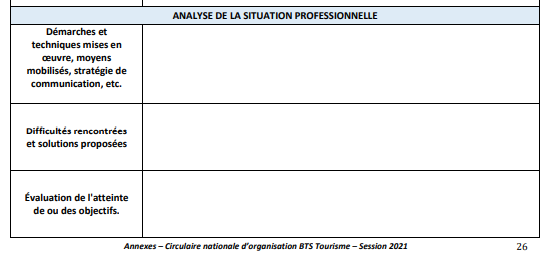 ANALYSE DE LA SITUATION PROFESSIONNELLE
Démarches et
techniques mises en
œuvre, moyens
mobilisés, stratégie de
communication, etc.
Difficultés rencontrées
et solutions proposées
Évaluation de l'atteinte
de ou des objectifs.
Annexes – Circulaire nationale d'organisation BTS Tourisme – Session 2021
26